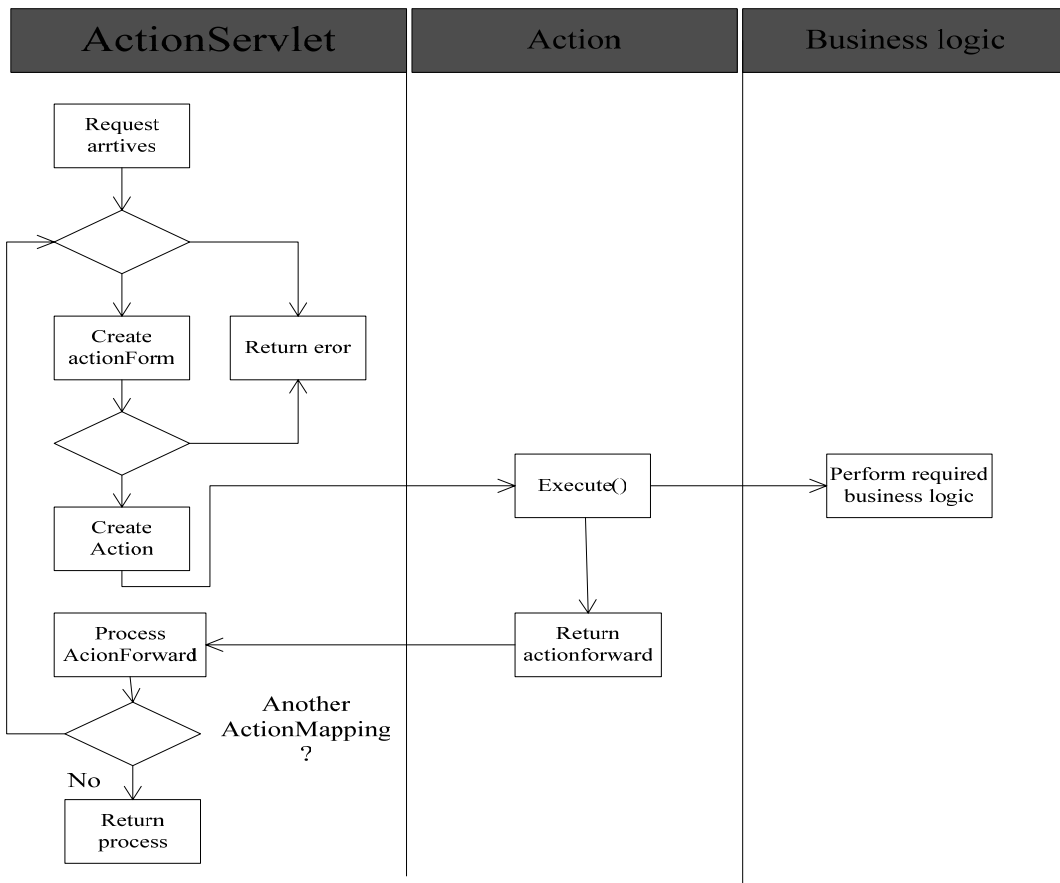 ActionServlet
Action
Business logic
Request
arrtives
Create
actionForm
Return eror
Create
Action
Execute()
Perform required
business logic
Process
AcionForward
Return
actionforward
Another
ActionMapping
?
No
Return
process